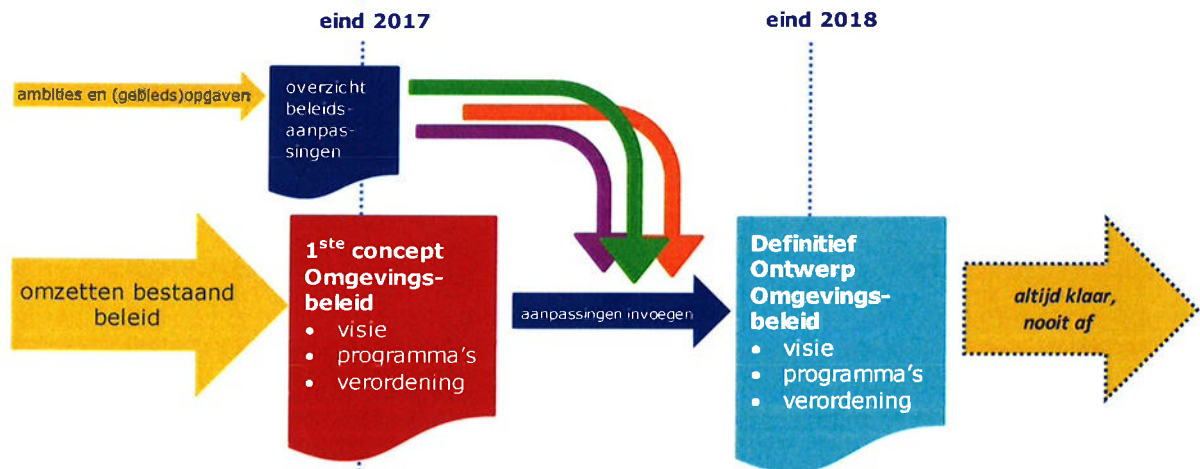 eind 2017
eind 2018
ambities en (gebieds)opgaven
overzicht
beleids-
aanpas-
singen
omzetten bestaand
beleid
1ste concept
Omgevings-
beleid
• visie
• programma's
• verordening
aanpassingen invoegen
Definitief
Ontwerp
Omgevings-
beleid
• visie
• programma's
• verordening
altijd klaar,
nooit af